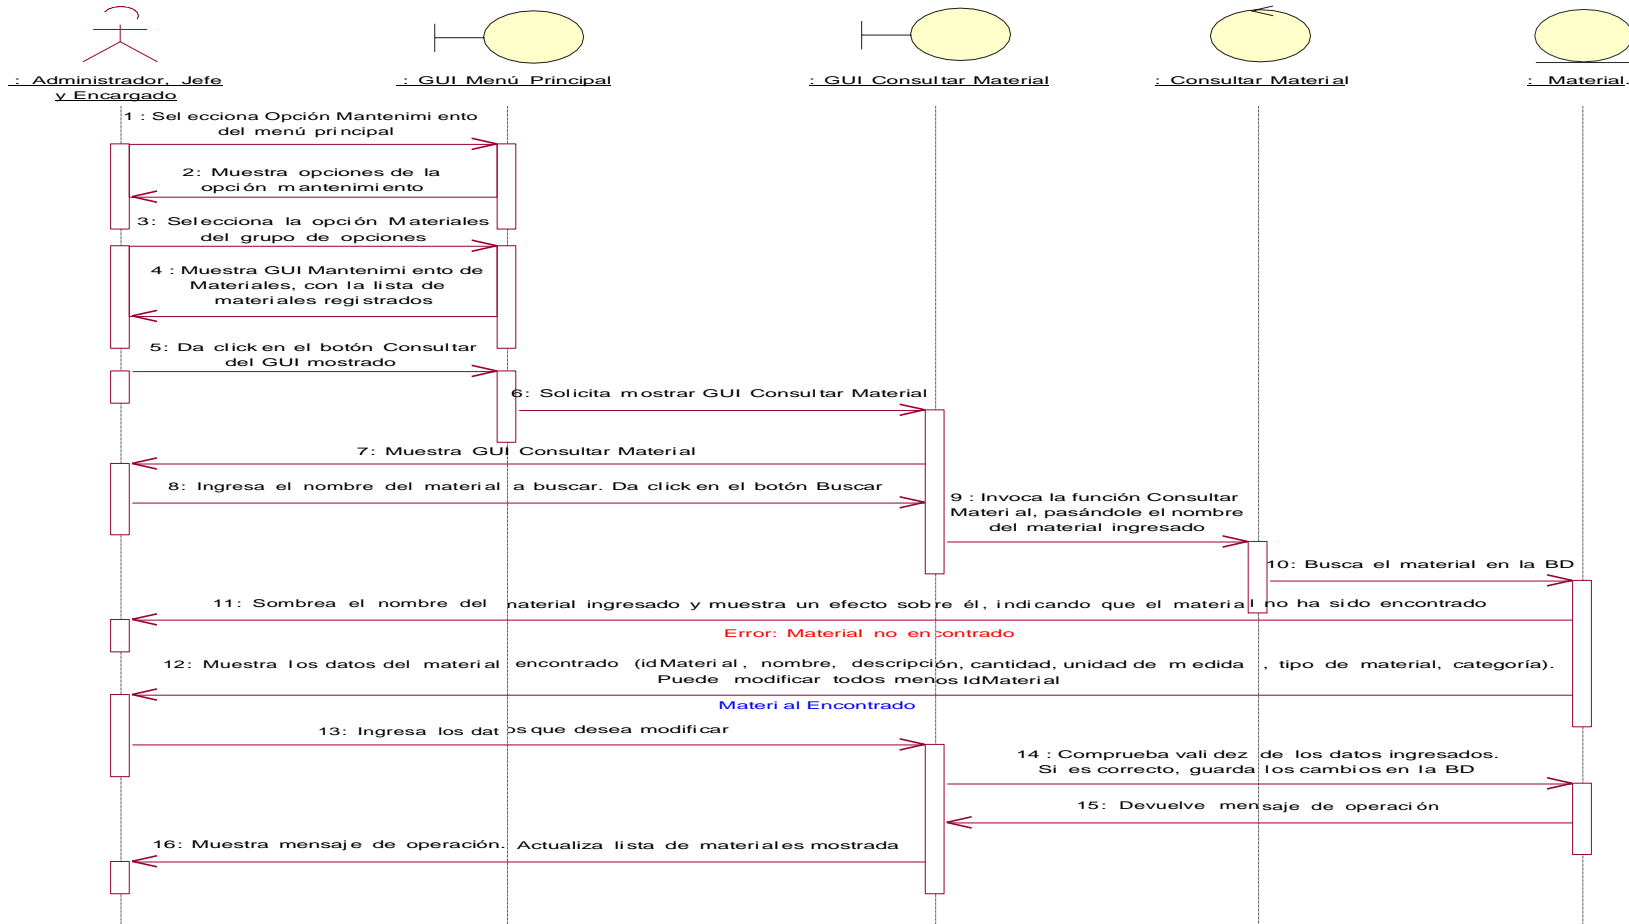 : Administrador, Jefe
y Encargado
: GUI Menú Principal
: GUI Consultar Material
: Consultar Material
: Material.
1 : Selecciona Opción Mantenimiento
del menú principal
2: Muestra opciones de la
opción mantenimiento
3: Selecciona la opción Materiales
del grupo de opciones
4 : Muestra GUI Mantenimiento de
Materiales, con la lista de
materiales registrados
5: Da click en el botón Consultar
del GUI mostrado
6: Solicita mostrar GUI Consultar Material
7: Muestra GUI Consultar Material
8: Ingresa el nombre del material a buscar. Da click en el botón Buscar
9 : Invoca la función Consultar
Material, pasándole el nombre
del material ingresado
10: Busca el material en la BD
11: Sombrea el nombre del material ingresado y muestra un efecto sobre él, indicando que el material no ha sido encontrado
Error: Material no encontrado
12: Muestra los datos del material encontrado (idMaterial, nombre, descripción, cantidad, unidad de medida , tipo de material, categoría).
Puede modificar todos menos IdMaterial
Material Encontrado
13: Ingresa los datos que desea modificar
14 : Comprueba validez de los datos ingresados.
Si es correcto, guarda los cambios en la BD
15: Devuelve mensaje de operación
16: Muestra mensaje de operación. Actualiza lista de materiales mostrada